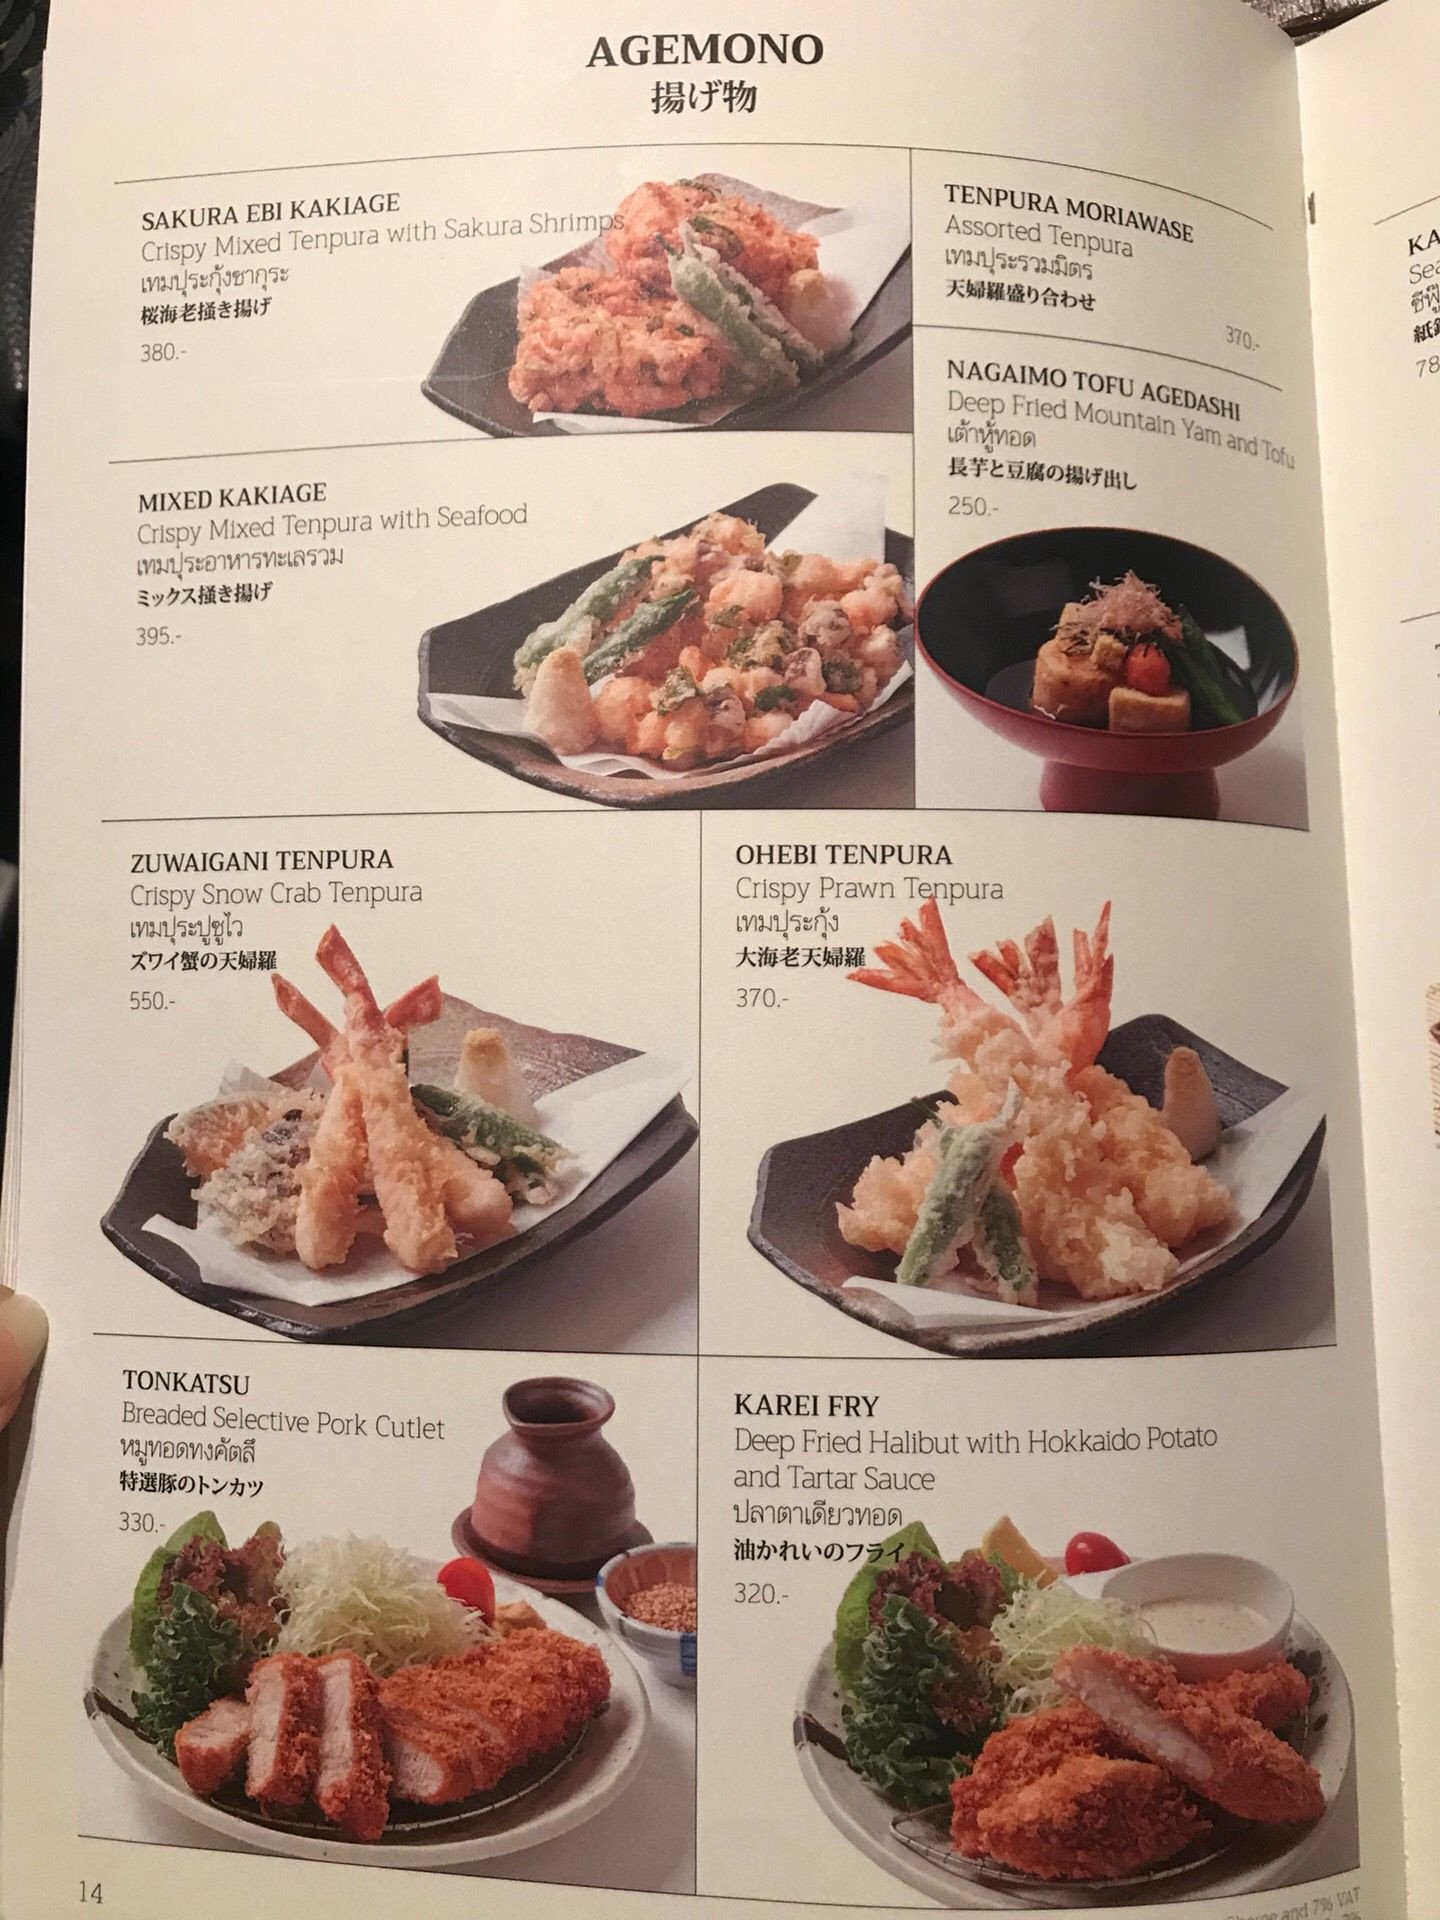 AGEMONO
揚げ物
SAKURA EBI KAKIAGE
Crispy Mixed Tenpura with Sakura Shrimps
เทมปุระกุ้งซากุระ
桜海老掻き揚げ
380.-
TENPURA MORIAWASE
Assorted Tenpura
เทมปุระรวมมิตร
天婦羅盛り合わせ
370.-
NAGAIMO TOFU AGEDASHI
Deep Fried Mountain Yam and Tofu
เต้าหู้ทอด
長芋と豆腐の揚げ出し
250.-
MIXED KAKIAGE
Crispy Mixed Tenpura with Seafood
เทมปุระอาหารทะเลรวม
ミックス掻き揚げ
395.-
ZUWAIGANI TENPURA
Crispy Snow Crab Tenpura
เทมปุระปูซูไว
ズワイ蟹の天婦羅
550.-
OHEBI TENPURA
Crispy Prawn Tenpura
เทมปุระกุ้ง
大海老天婦羅
370.-
TONKATSU
Breaded Selective Pork Cutlet
หมูทอดทงคัตสึ
特選豚のトンカツ
330.-
KAREI FRY
Deep Fried Halibut with Hokkaido Potato
and Tartar Sauce
ปลาตาเดียวทอด
油かれいのフライ
320.-
14
and 7% VAT